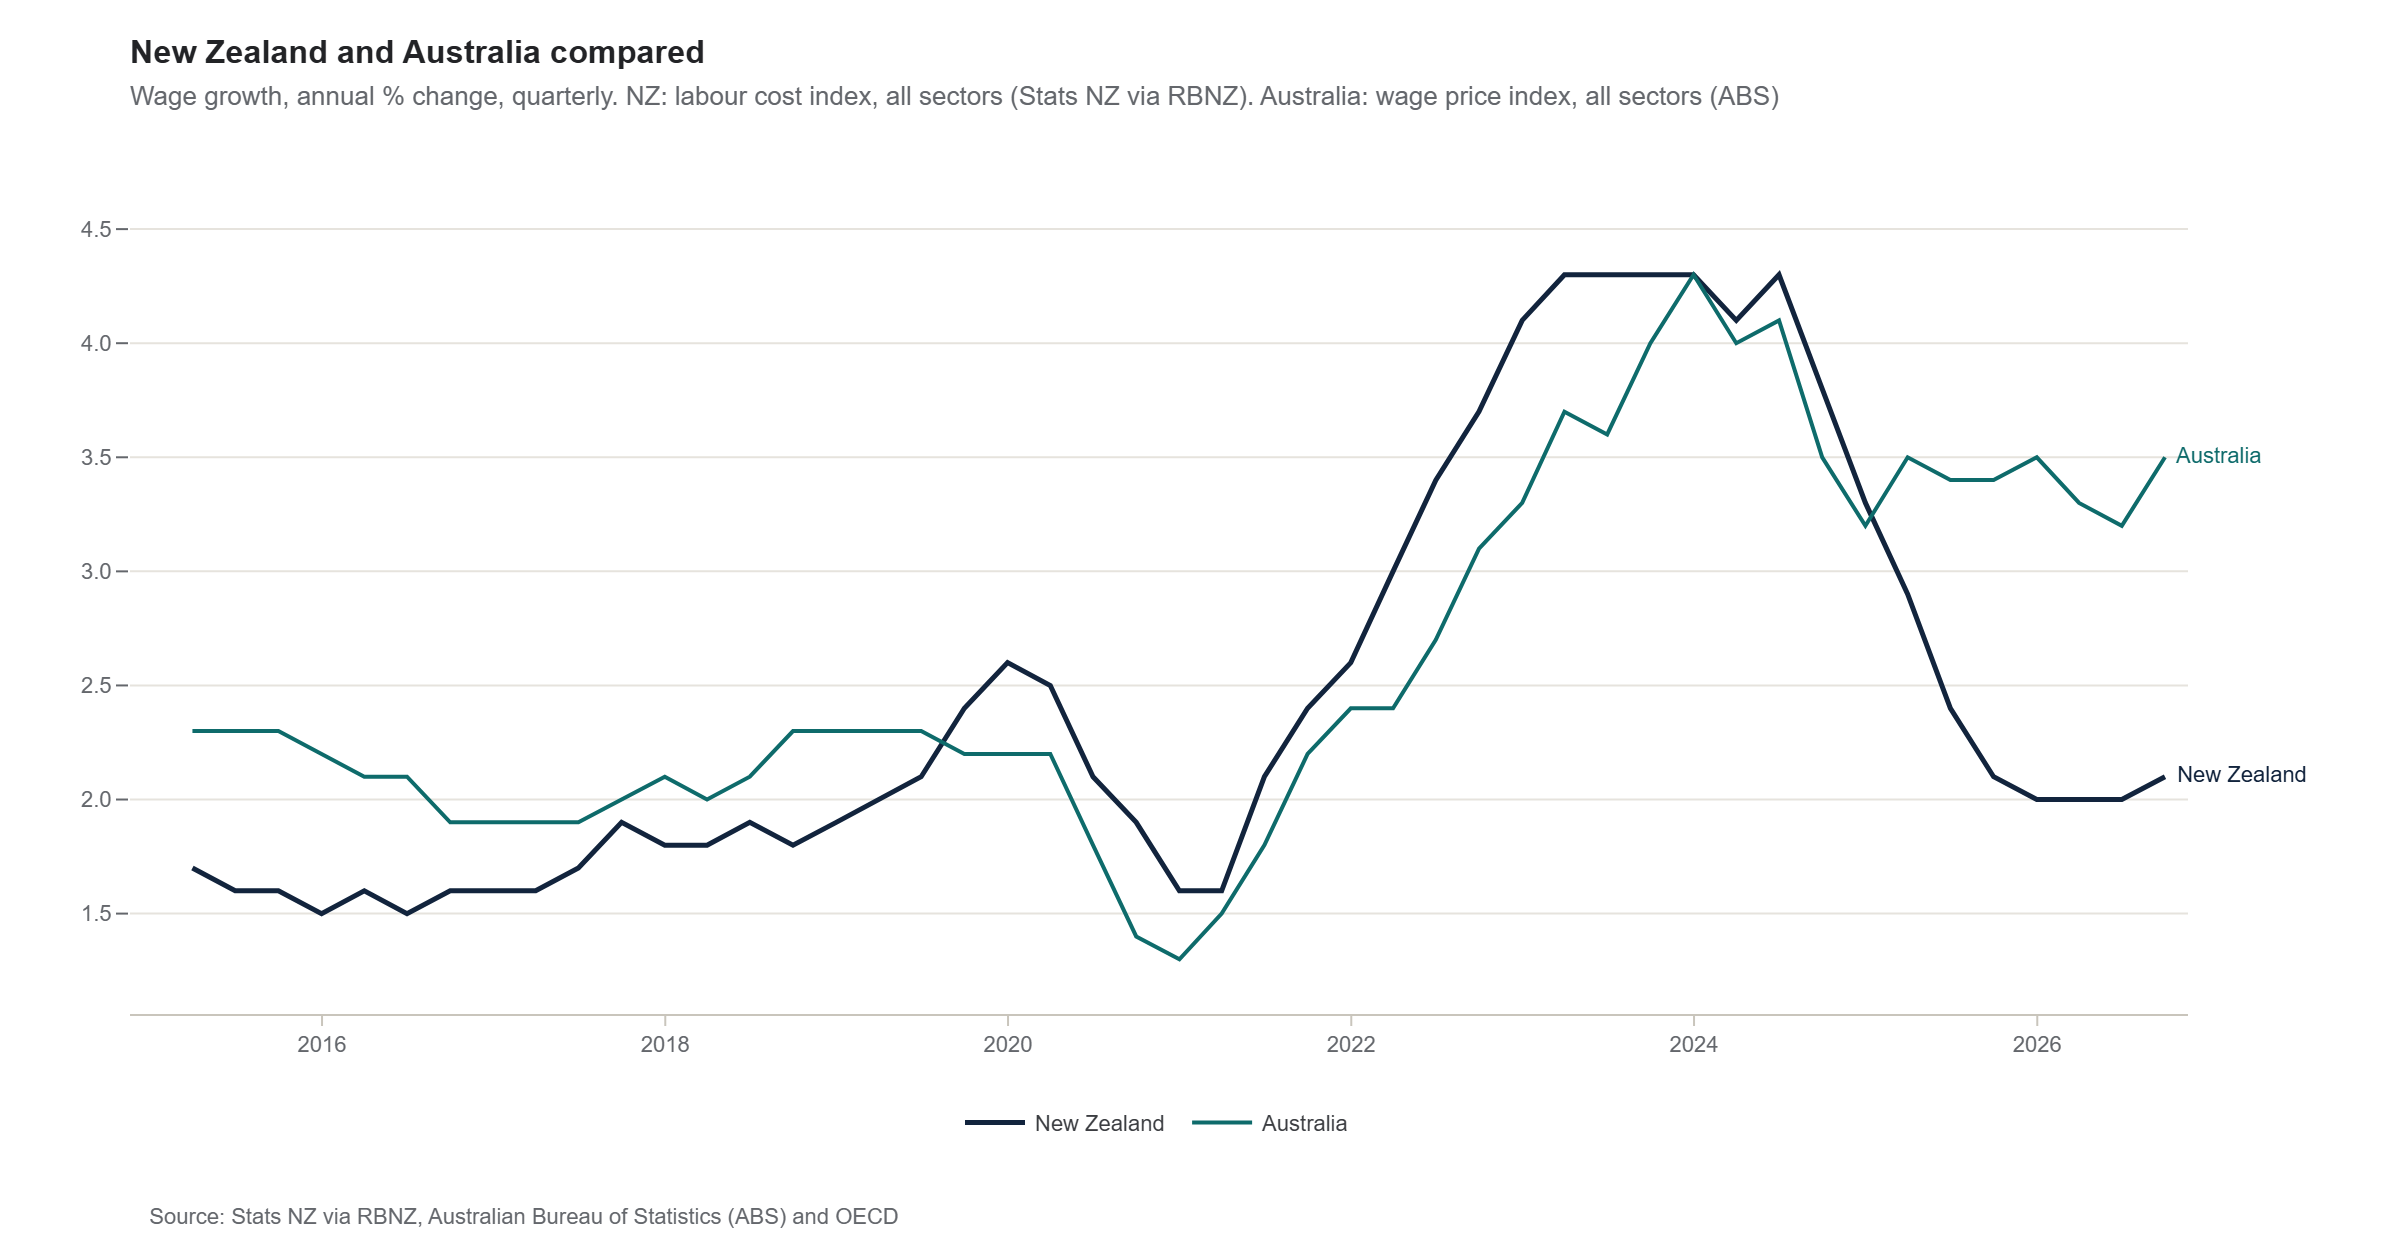 New Zealand and Australia compared
Wage growth, annual % change, quarterly. NZ: labour cost index, all sectors (Stats NZ via RBNZ). Australia: wage price index, all sectors (ABS)
4.5
4.0
3.5
3.0
2.5
2.0
1.5
Australia
New Zealand
2016 2018 2020 2022 2024 2026
New Zealand Australia
Source: Stats NZ via RBNZ, Australian Bureau of Statistics (ABS) and OECD